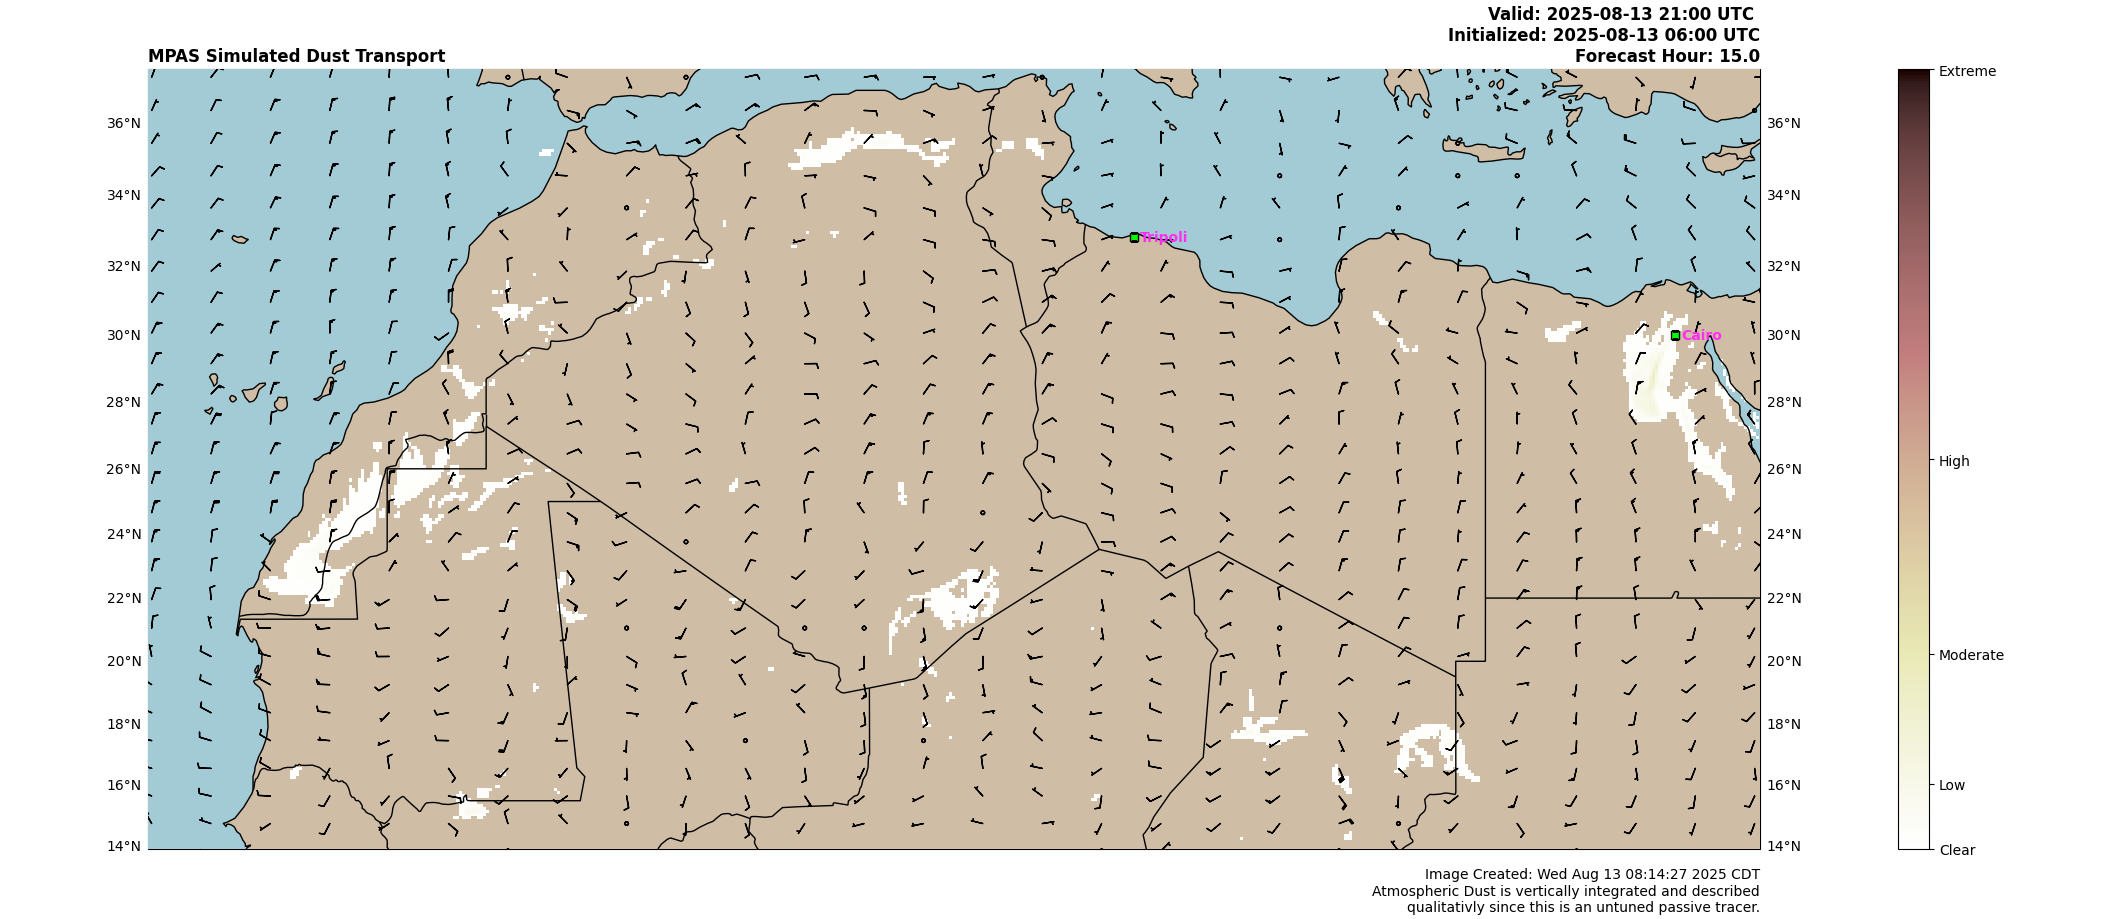 Valid: 2025-08-13 21:00 UTC
Initialized: 2025-08-13 06:00 UTC
MPAS Simulated Dust Transport
Forecast Hour: 15.0
Extreme
36°N
36°N
34°N
34°N
Tripoli
32°N
32°N
30°N
Cairo
30°N
28°N
28°N
26°N
26°N
High
24°N
24°N
22°N
22°N
20°N
20°N
Moderate
18°N
18°N
16°N
16°N
Low
14°N
14°N
Clear
Image Created: Wed Aug 13 08:14:27 2025 CDT
Atmospheric Dust is vertically integrated and described
qualitativly since this is an untuned passive tracer.